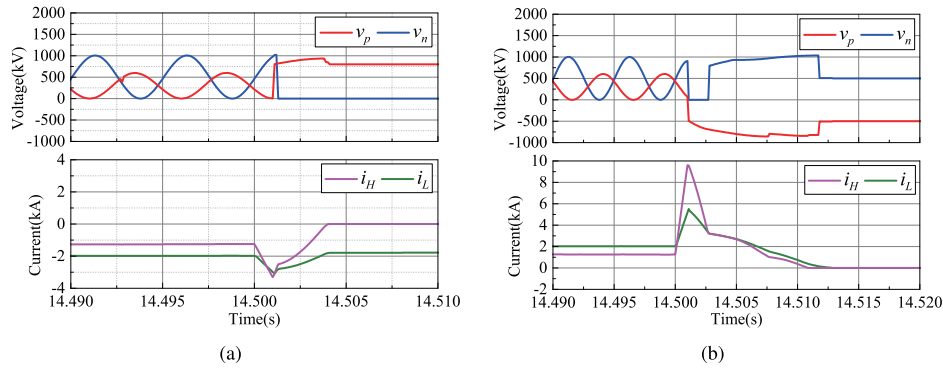 2000
1500
1000
500
0
-500
-1000
Voltage(kV)
v_p v_n
4
2
0
-2
-4
Current(kA)
i_H i_L
14.490 14.495 14.500 14.505 14.510
Time(s)
(a)
2000
1500
1000
500
0
-500
-1000
Voltage(kV)
v_p v_n
10
8
6
4
2
0
-2
Current(kA)
i_H i_L
14.490 14.495 14.500 14.505 14.510 14.515 14.520
Time(s)
(b)